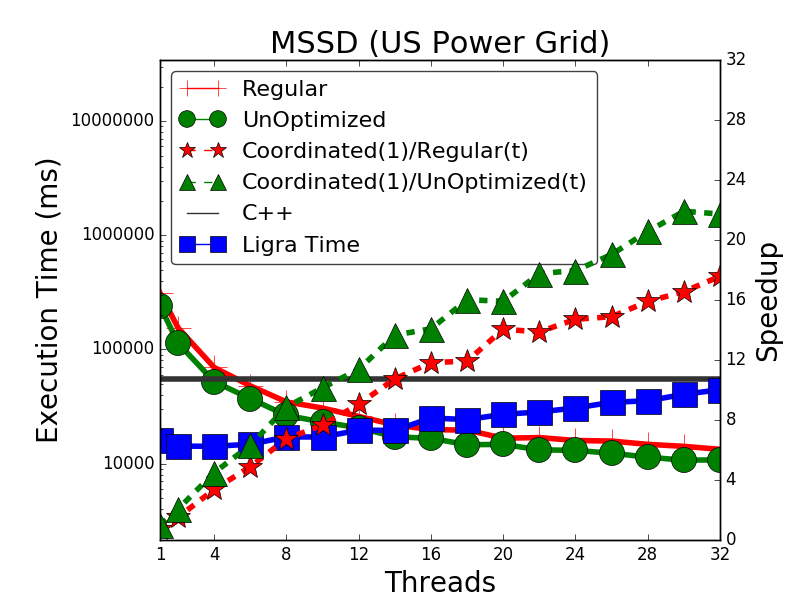 MSSD (US Power Grid)
Regular
UnOptimized
Coordinated(1)/Regular(t)
Coordinated(1)/UnOptimized(t)
C++
Ligra Time
Execution Time (ms)
10000000
1000000
100000
10000
32
28
24
20
16
12
8
4
0
Speedup
1 4 8 12 16 20 24 28 32
Threads